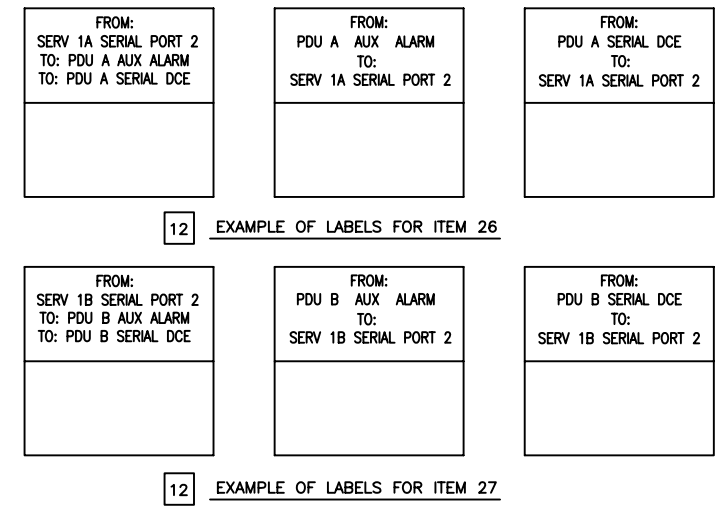 FROM:
SERV 1A SERIAL PORT 2
TO: PDU A AUX ALARM
TO: PDU A SERIAL DCE
FROM:
PDU A AUX ALARM
TO:
SERV 1A SERIAL PORT 2
FROM:
PDU A SERIAL DCE
TO:
SERV 1A SERIAL PORT 2
12 EXAMPLE OF LABELS FOR ITEM 26
FROM:
SERV 1B SERIAL PORT 2
TO: PDU B AUX ALARM
TO: PDU B SERIAL DCE
FROM:
PDU B AUX ALARM
TO:
SERV 1B SERIAL PORT 2
FROM:
PDU B SERIAL DCE
TO:
SERV 1B SERIAL PORT 2
12 EXAMPLE OF LABELS FOR ITEM 27